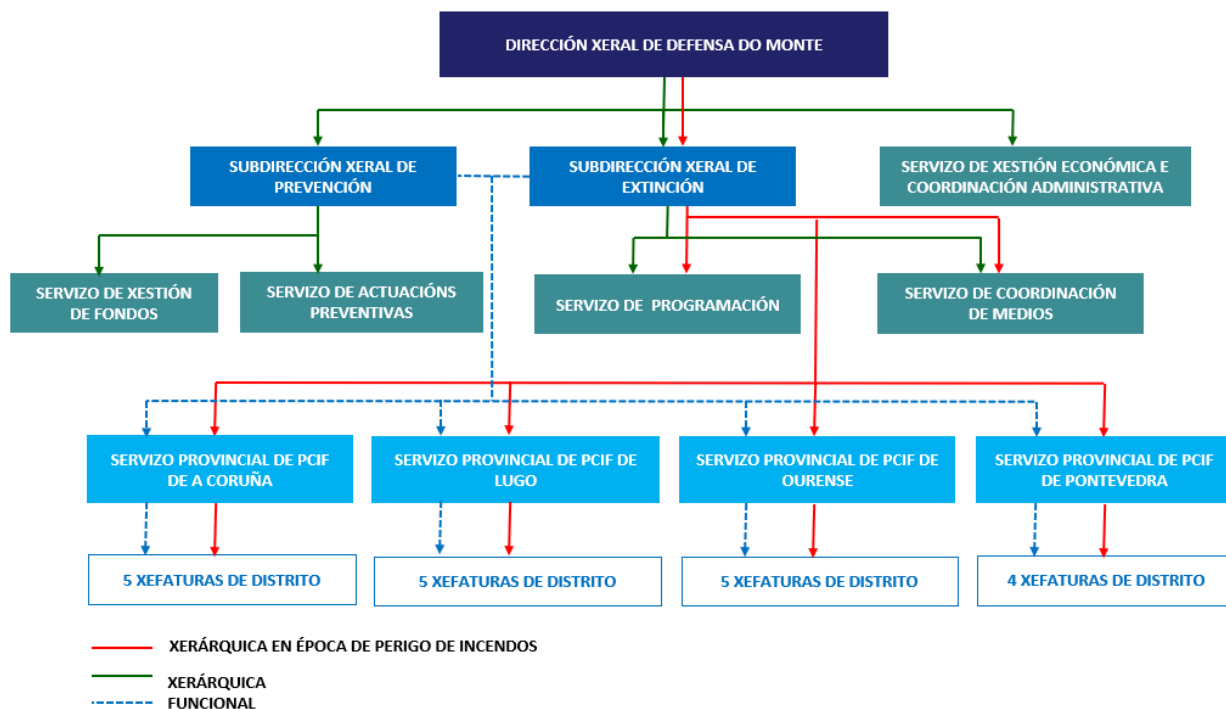 DIRECCIÓN XERAL DE DEFENSA DO MONTE
SUBDIRECCIÓN XERAL DE
PREVENCIÓN
SUBDIRECCIÓN XERAL DE
EXTINCIÓN
SERVIZO DE XESTIÓN ECONÓMICA E
COORDINACIÓN ADMINISTRATIVA
SERVIZO DE XESTIÓN
DE FONDOS
SERVIZO DE ACTUACIÓNS
PREVENTIVAS
SERVIZO DE PROGRAMACIÓN
SERVIZO DE COORDINACIÓN
DE MEDIOS
SERVIZO PROVINCIAL DE PCIF
DE A CORUÑA
SERVIZO PROVINCIAL DE PCIF DE
LUGO
SERVIZO PROVINCIAL DE PCIF DE
OURENSE
SERVIZO PROVINCIAL DE PCIF
DE PONTEVEDRA
5 XEFATURAS DE DISTRITO
5 XEFATURAS DE DISTRITO
5 XEFATURAS DE DISTRITO
4 XEFATURAS DE DISTRITO
XERÁRQUICA EN ÉPOCA DE PERIGO DE INCENDOS
XERÁRQUICA
FUNCIONAL